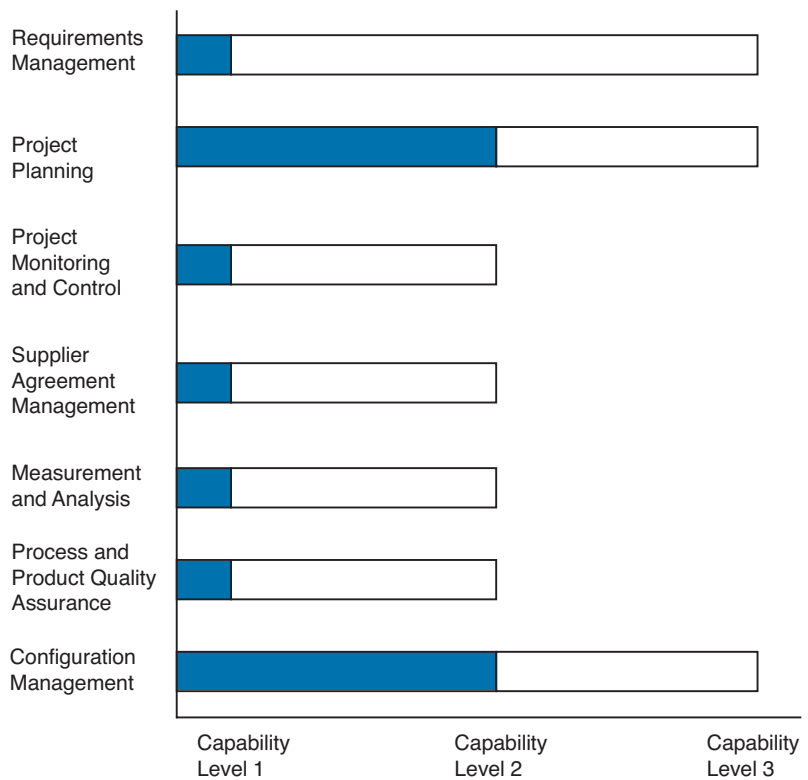 Requirements
Management
Project
Planning
Project
Monitoring
and Control
Supplier
Agreement
Management
Measurement
and Analysis
Process and
Product Quality
Assurance
Configuration
Management
Capability
Level 1
Capability
Level 2
Capability
Level 3